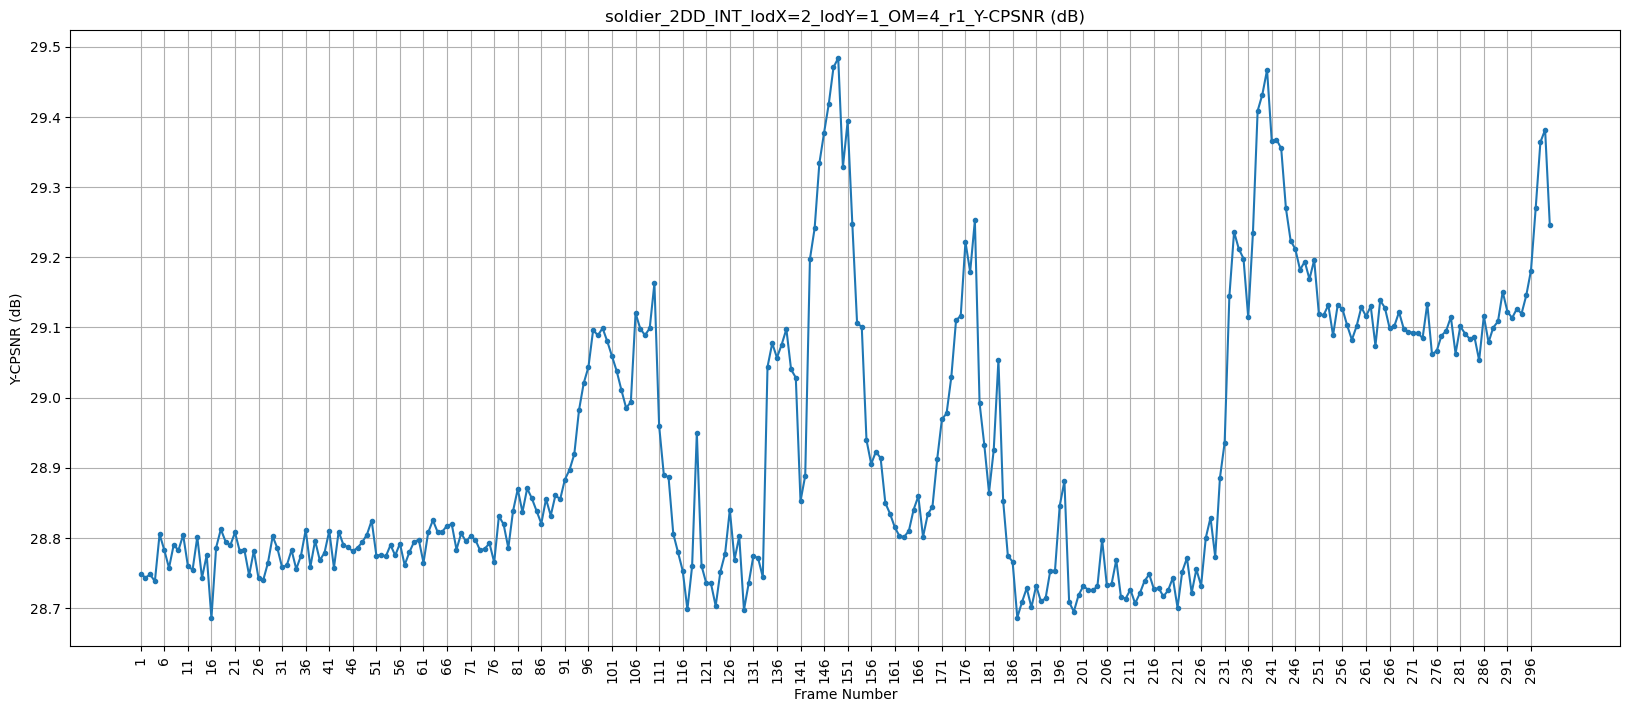 soldier_2DD_INT_lodX=2_lodY=1_OM=4_r1_Y-CPSNR (dB)
Y-CPSNR (dB)
29.5
29.4
29.3
29.2
29.1
29.0
28.9
28.8
28.7
1 6 11 16 21 26 31 36 41 46 51 56 61 66 71 76 81 86 91 96 101 106 111 116 121 126 131 136 141 146 151 156 161 166 171 176 181 186 191 196 201 206 211 216 221 226 231 236 241 246 251 256 261 266 271 276 281 286 291 296
Frame Number